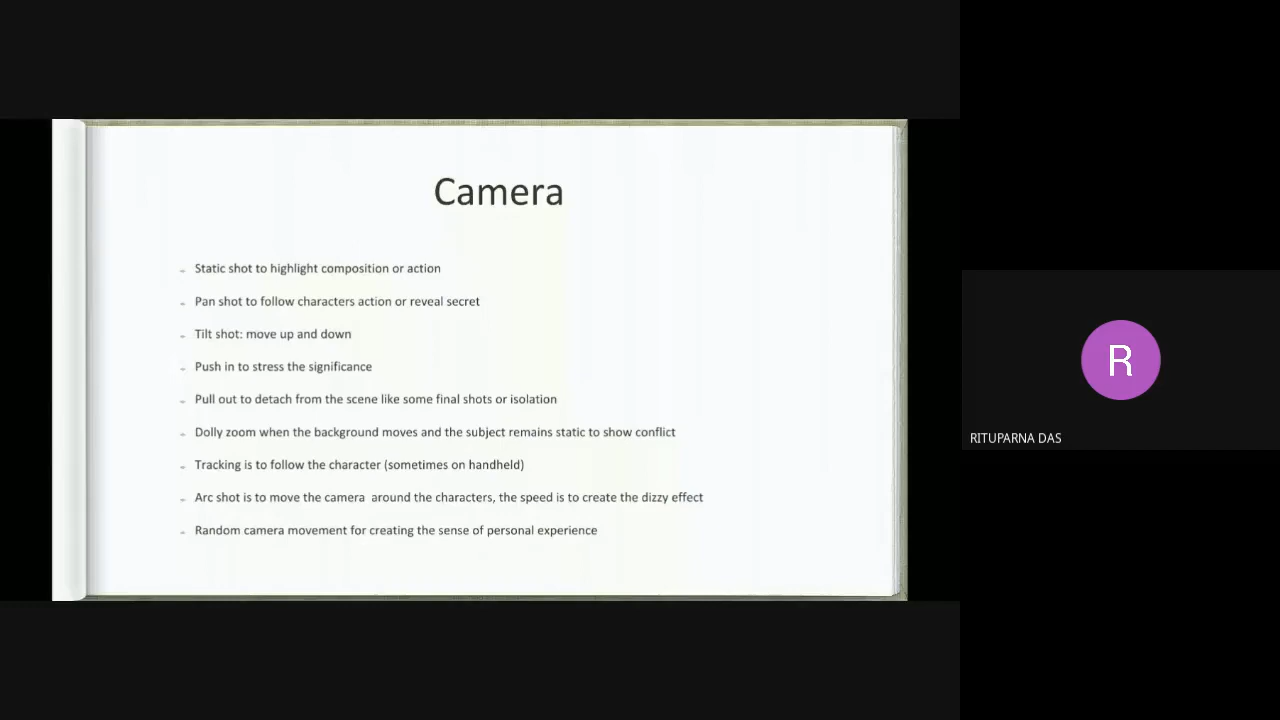 Camera
Static shot to highlight composition or action
Pan shot to follow characters action or reveal secret
Tilt shot: move up and down
Push in to stress the significance
Pull out to detach from the scene like some final shots or isolation
Dolly zoom when the background moves and the subject remains static to show conflict
Tracking is to follow the character (sometimes on handheld)
Arc shot is to move the camera around the characters, the speed is to create the dizzy effect
Random camera movement for creating the sense of personal experience
R
RITUPARNA DAS